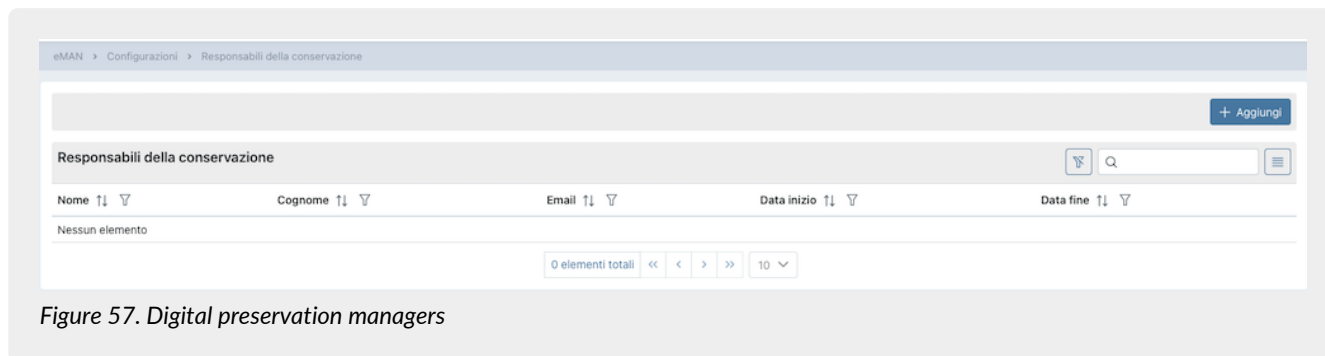 eMAN > Configurazioni > Responsabili della conservazione
+ Aggiungi
Responsabili della conservazione
Nome Cognome Email Data inizio Data fine
Nessun elemento
0 elementi totali << < > >> 10
Figure 57. Digital preservation managers